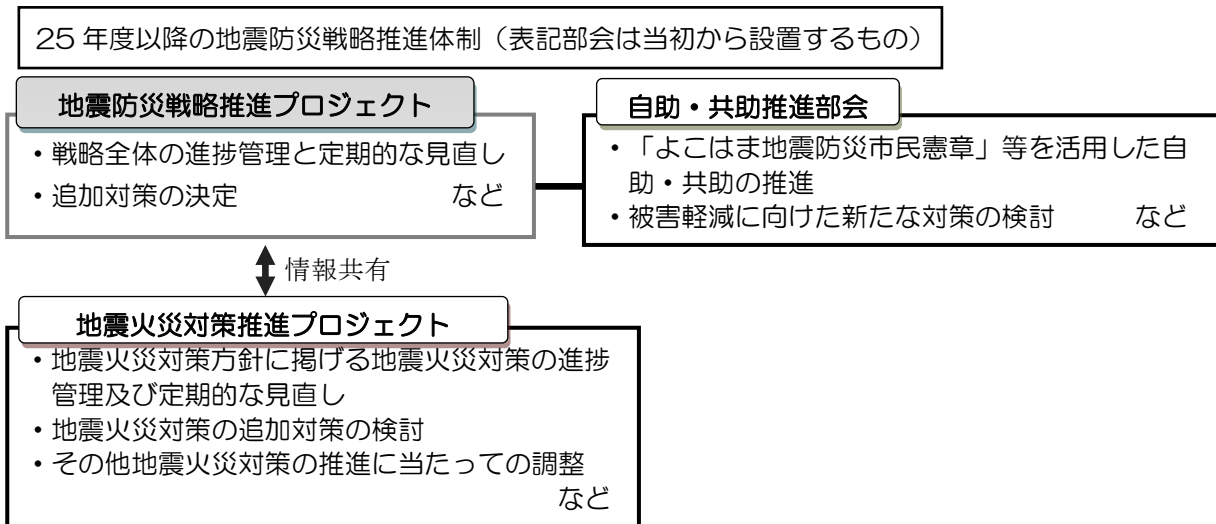 25 年度以降の地震防災戦略推進体制（表記部会は当初から設置するもの）
地震防災戦略推進プロジェクト
・戦略全体の進捗管理と定期的な見直し
・追加対策の決定 など
自助・共助推進部会
・「よこはま地震防災市民憲章」等を活用した自
助・共助の推進
・被害軽減に向けた新たな対策の検討 など
情報共有
地震火災対策推進プロジェクト
・地震火災対策方針に掲げる地震火災対策の進捗
管理及び定期的な見直し
・地震火災対策の追加対策の検討
・その他地震火災対策の推進に当たっての調整
など